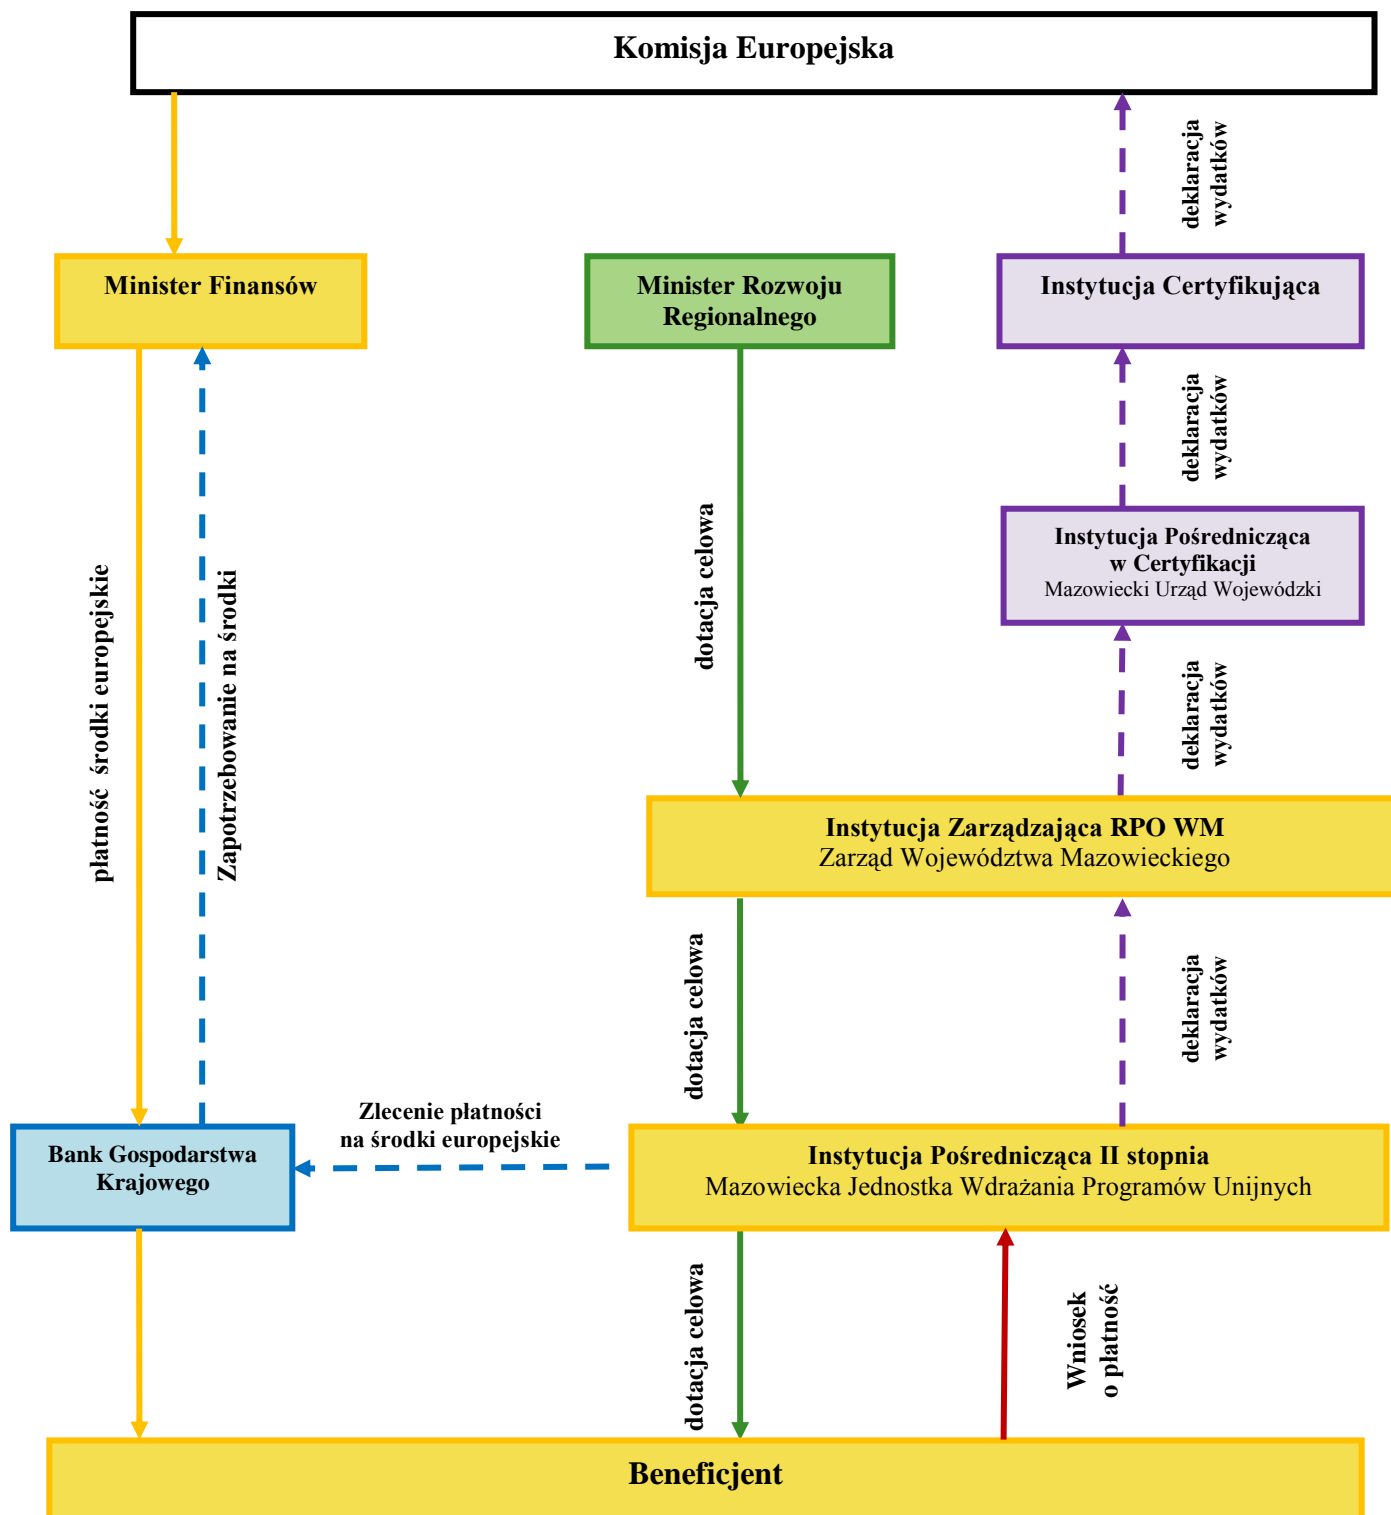 Komisja Europejska
deklaracja
wydatków
Minister Finansów
Minister Rozwoju
Regionalnego
Instytucja Certyfikująca
deklaracja
wydatków
Instytucja Pośrednicząca
w Certyfikacji
Mazowiecki Urząd Wojewódzki
płatność środki europejskie
Zapotrzebowanie na środki
dotacja celowa
deklaracja
wydatków
Instytucja Zarządzająca RPO WM
Zarząd Województwa Mazowieckiego
dotacja celowa
deklaracja
wydatków
Zlecenie płatności
na środki europejskie
Bank Gospodarstwa
Krajowego
Instytucja Pośrednicząca II stopnia
Mazowiecka Jednostka Wdrażania Programów Unijnych
dotacja celowa
Wniosek
o płatność
Beneficjent